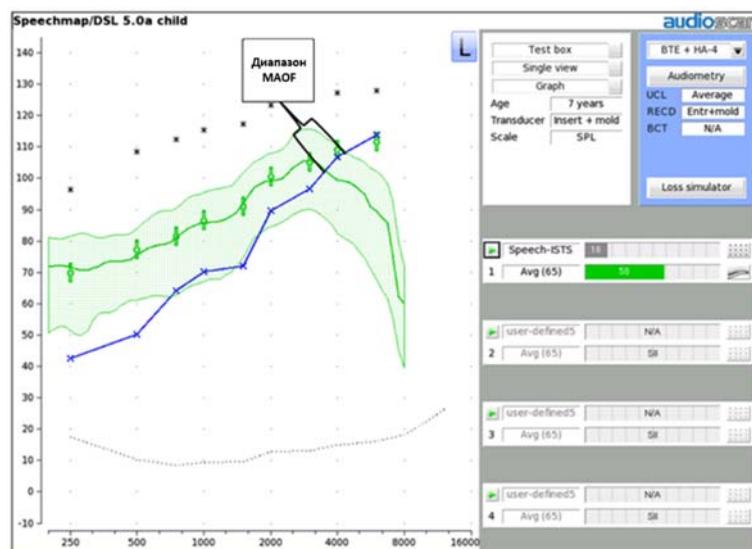 Speechmap/DSL 5.0a child
audioscan
140
130
120
110
100
90
80
70
60
50
40
30
20
10
0
-10
250
500
1000
2000
4000
8000
16000
Диапазон
MAOF
L
Test box
Single view
Graph
Age 7 years
Transducer Insert + mold
Scale SPL
BTE + HA-4
Audiometry
UCL Average
RECD Entr+mold
BCT N/A
Loss simulator
Speech-ISTS 18
1 Avg (65) 58
user-defined5 N/A
2 Avg (65) SII
user-defined5 N/A
3 Avg (65) SII
user-defined5 N/A
4 Avg (65) SII